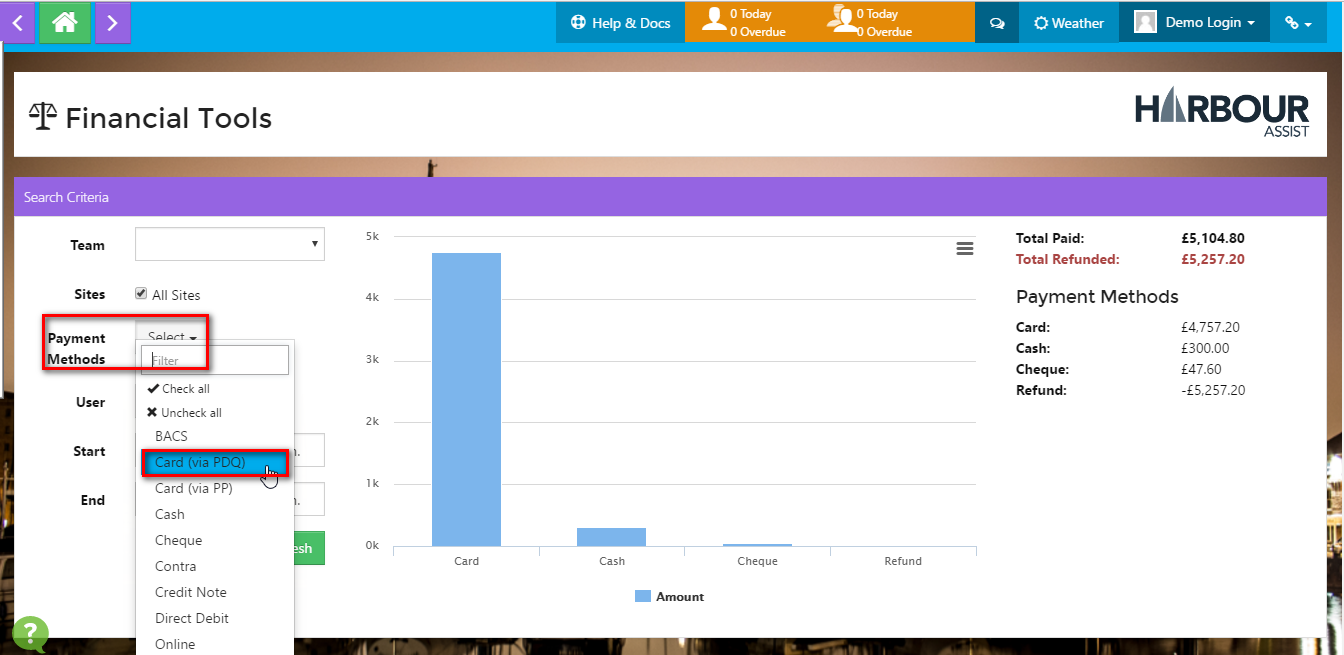 Help & Docs
0 Today
0 Overdue
0 Today
0 Overdue
Weather
Demo Login
Financial Tools
HARBOUR
ASSIST
Search Criteria
Team
Sites
All Sites
Payment
Methods
Select
Filter
Check all
Uncheck all
BACS
Card (via PDQ)
Card (via PP)
Cash
Cheque
Contra
Credit Note
Direct Debit
Online
User
Start
End
5k
4k
3k
2k
1k
0k
Card
Cash
Cheque
Refund
Amount
Total Paid: £5,104.80
Total Refunded: £5,257.20
Payment Methods
Card: £4,757.20
Cash: £300.00
Cheque: £47.60
Refund: -£5,257.20
?